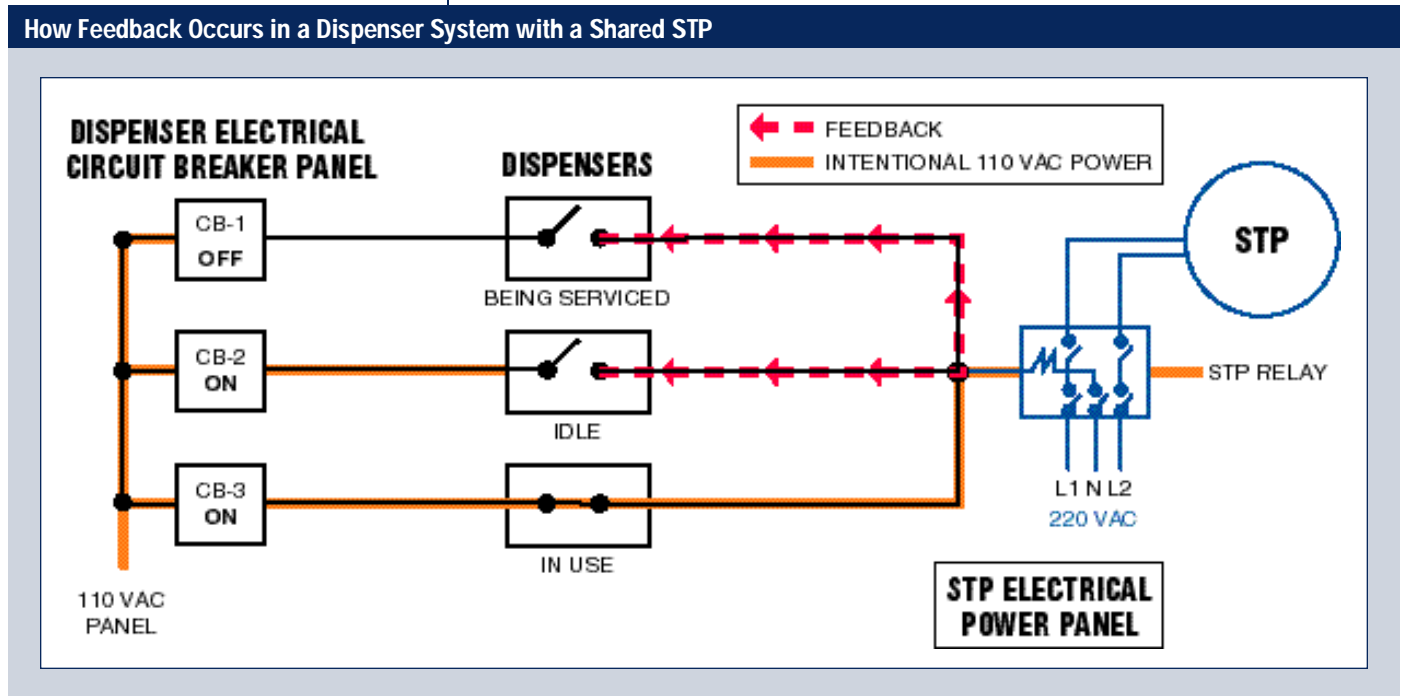 How Feedback Occurs in a Dispenser System with a Shared STP
DISPENSER ELECTRICAL
CIRCUIT BREAKER PANEL
DISPENSERS
FEEDBACK
INTENTIONAL 110 VAC POWER
CB-1
OFF
BEING SERVICED
STP
CB-2
ON
IDLE
STP RELAY
CB-3
ON
IN USE
L1 N L2
220 VAC
110 VAC
PANEL
STP ELECTRICAL
POWER PANEL